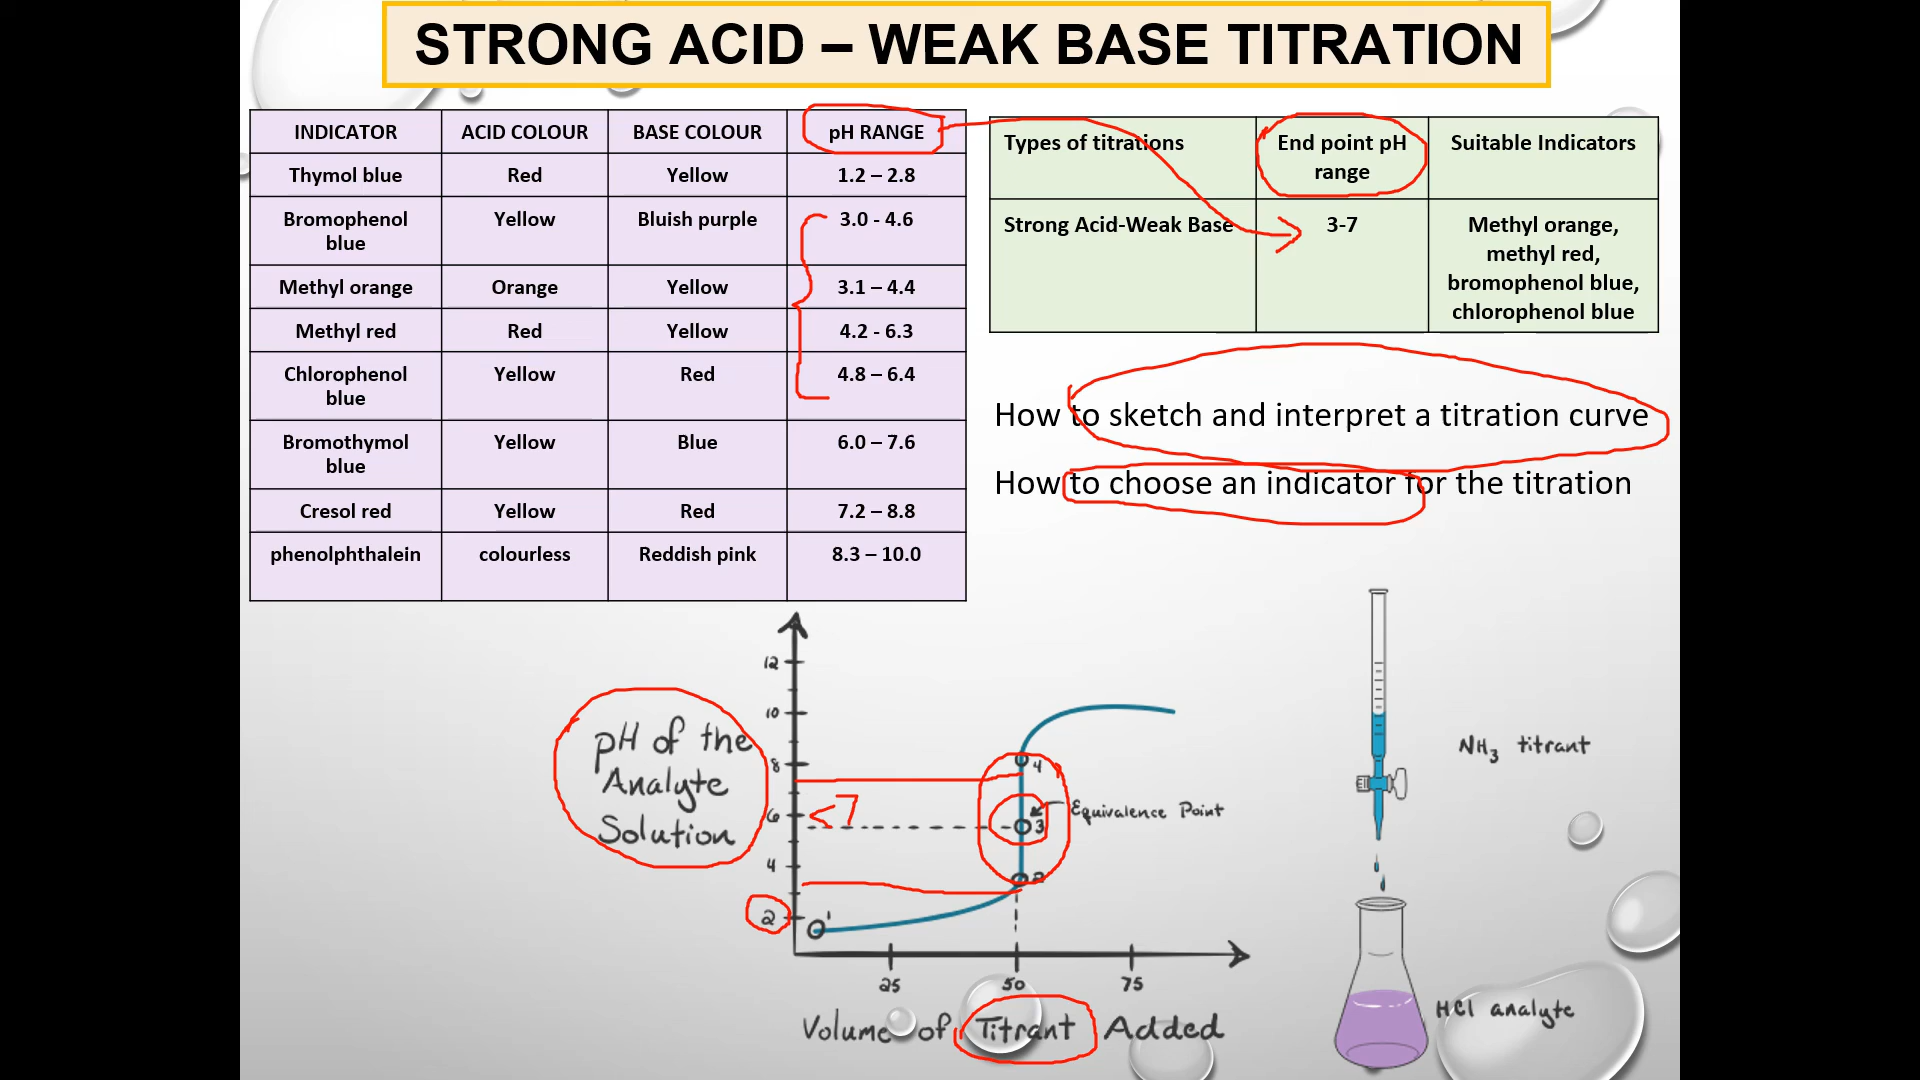 STRONG ACID – WEAK BASE TITRATION
INDICATOR ACID COLOUR BASE COLOUR pH RANGE
Thymol blue Red Yellow 1.2 – 2.8
Bromophenol blue Yellow Bluish purple 3.0 - 4.6
Methyl orange Orange Yellow 3.1 – 4.4
Methyl red Red Yellow 4.2 - 6.3
Chlorophenol blue Yellow Red 4.8 – 6.4
Bromothymol blue Yellow Blue 6.0 – 7.6
Cresol red Yellow Red 7.2 – 8.8
phenolphthalein colourless Reddish pink 8.3 – 10.0
Types of titrations End point pH range Suitable Indicators
Strong Acid-Weak Base 3-7 Methyl orange,
methyl red,
bromophenol blue,
chlorophenol blue
How to sketch and interpret a titration curve
How to choose an indicator for the titration
pH of the
Analyte
Solution
12
10
8
6
4
2
<7
1
2
3
4
Equivalence Point
25 50 75
Volume of Titrant Added
NH3 titrant
HCl analyte